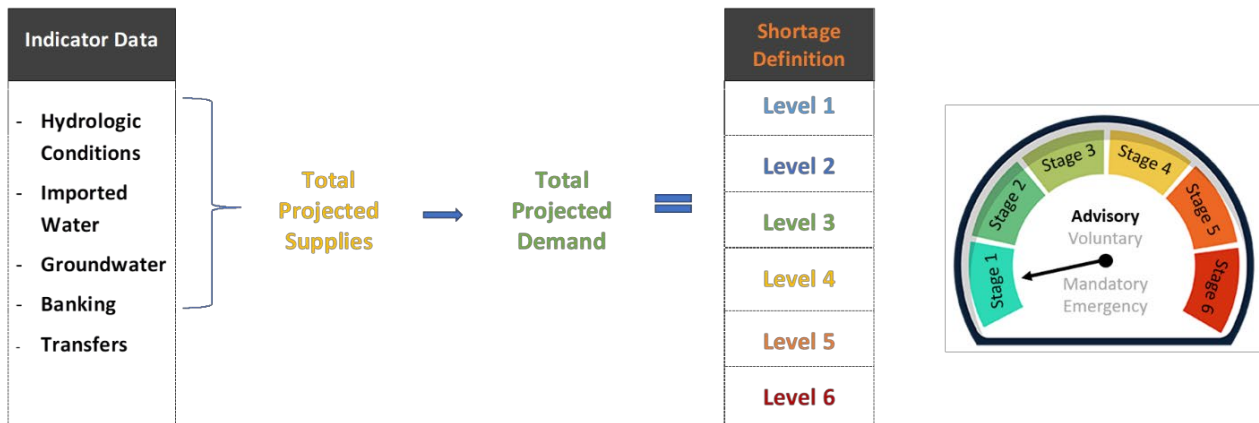 Indicator Data
- Hydrologic
Conditions
- Imported
Water
- Groundwater
- Banking
- Transfers
Total
Projected
Supplies
Total
Projected
Demand
Shortage
Definition
Level 1
Level 2
Level 3
Level 4
Level 5
Level 6
Stage 1
Stage 2
Stage 3
Stage 4
Stage 5
Stage 6
Advisory
Voluntary
Mandatory
Emergency